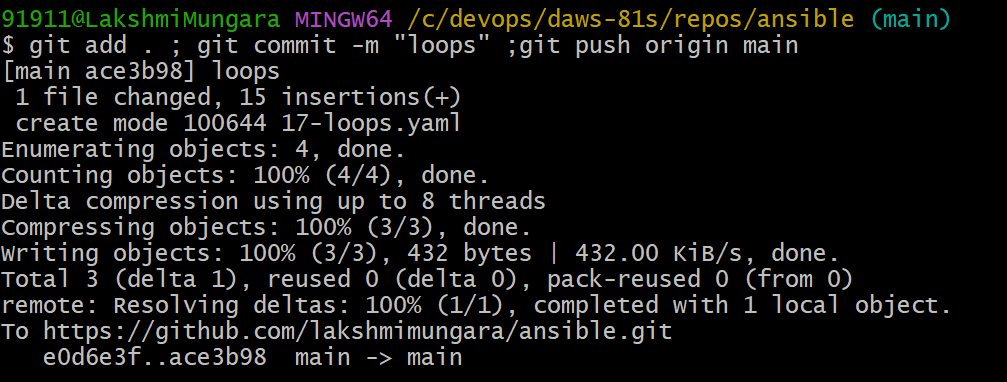 91911@LakshmiMungara MINGW64 /c/devops/daws-81s/repos/ansible (main)
$ git add . ; git commit -m "loops" ;git push origin main
[main ace3b98] loops
 1 file changed, 15 insertions(+)
 create mode 100644 17-loops.yaml
Enumerating objects: 4, done.
Counting objects: 100% (4/4), done.
Delta compression using up to 8 threads
Compressing objects: 100% (3/3), done.
Writing objects: 100% (3/3), 432 bytes | 432.00 KiB/s, done.
Total 3 (delta 1), reused 0 (delta 0), pack-reused 0 (from 0)
remote: Resolving deltas: 100% (1/1), completed with 1 local object.
To https://github.com/lakshmimungara/ansible.git
   e0d6e3f..ace3b98  main -> main